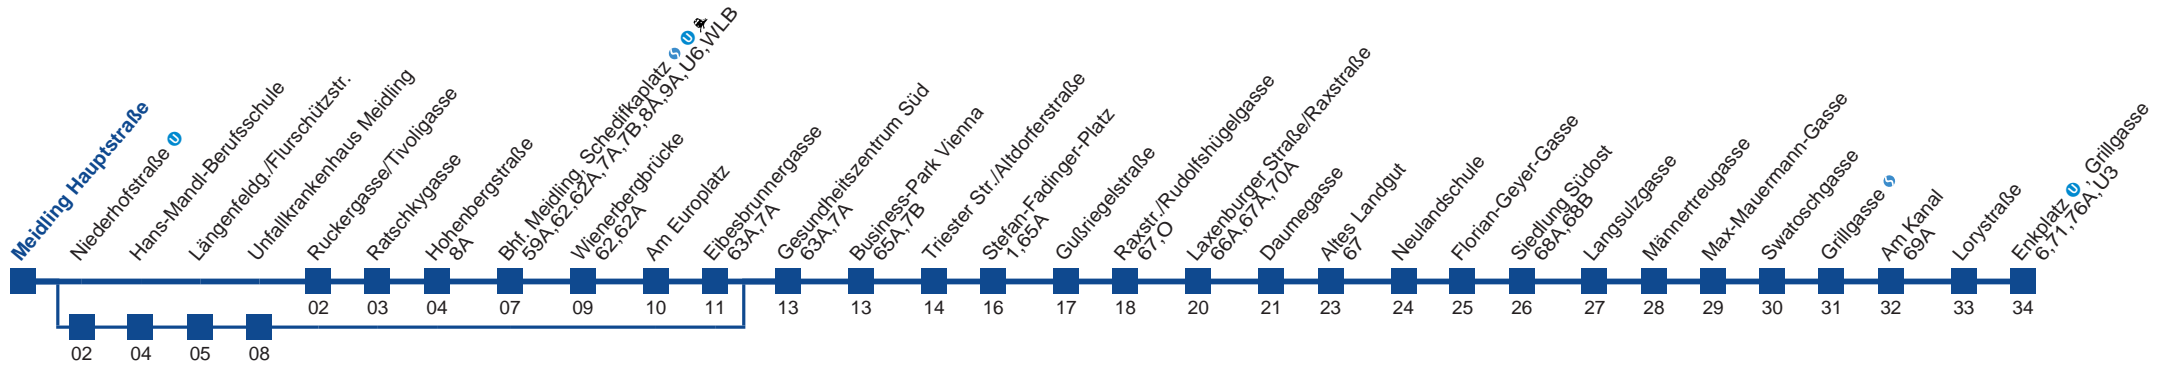 Meidling Hauptstraße
Niederhofstraße U
Hans-Mandl-Berufsschule
Längenfeldg./Flurschützstr.
Unfallkrankenhaus Meidling
Ruckergasse/Tivoligasse
Ratschkygasse
Hohenbergstraße
8A
Bhf. Meidling, Schedifkaplatz S U
59A,62,62A,7A,7B,8A,9A,U6,WLB
Wienerbergbrücke
62,62A
Am Europlatz
Eibesbrunnergasse
63A,7A
Gesundheitszentrum Süd
63A,7A
Business-Park Vienna
65A,7B
Triester Str./Altdorferstraße
Stefan-Fadinger-Platz
1,65A
Gußriegelstraße
Raxstr./Rudolfshügelgasse
67,O
Laxenburger Straße/Raxstraße
66A,67A,70A
Daumegasse
Altes Landgut
67
Neulandschule
Florian-Geyer-Gasse
Siedlung Südost
68A,68B
Langsulzgasse
Männertreugasse
Max-Mauermann-Gasse
Swatoschgasse
Grillgasse S
Am Kanal
69A
Lorystraße
Enkplatz U , Grillgasse
6,71,76A,U3
02 03 04 07 09 10 11 13 13 14 16 17 18 20 21 23 24 25 26 27 28 29 30 31 32 33 34
02 04 05 08